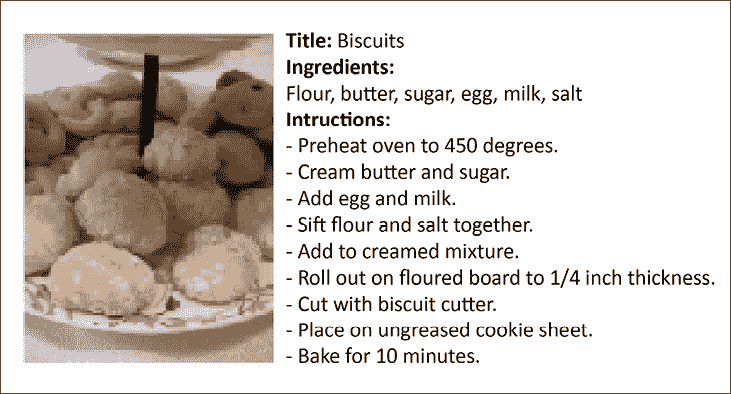 Title: Biscuits
Ingredients:
Flour, butter, sugar, egg, milk, salt
Intructions:
- Preheat oven to 450 degrees.
- Cream butter and sugar.
- Add egg and milk.
- Sift flour and salt together.
- Add to creamed mixture.
- Roll out on floured board to 1/4 inch thickness.
- Cut with biscuit cutter.
- Place on ungreased cookie sheet.
- Bake for 10 minutes.